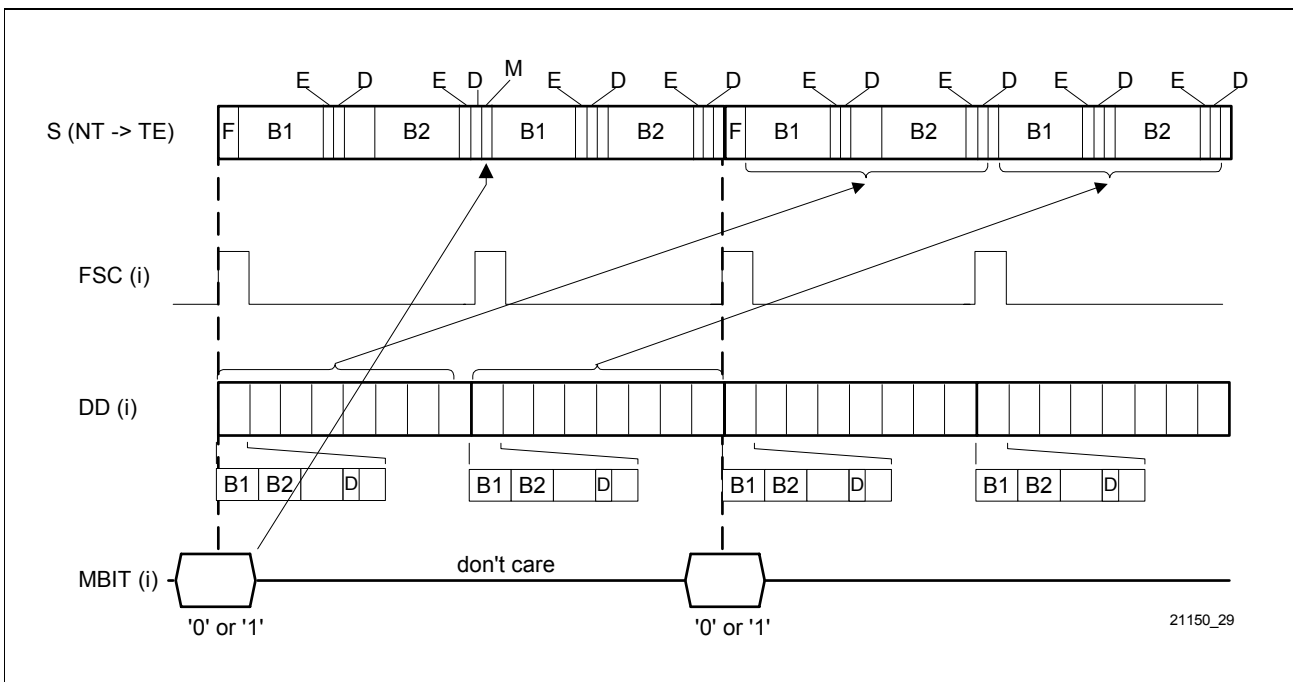 E D E D M E D E D E D E D E D E D
S (NT -> TE) F B1 B2 B1 B2 F B1 B2 B1 B2
FSC (i)
DD (i)
B1 B2 D B1 B2 D B1 B2 D B1 B2 D
don't care
MBIT (i)
'0' or '1' '0' or '1'
21150_29